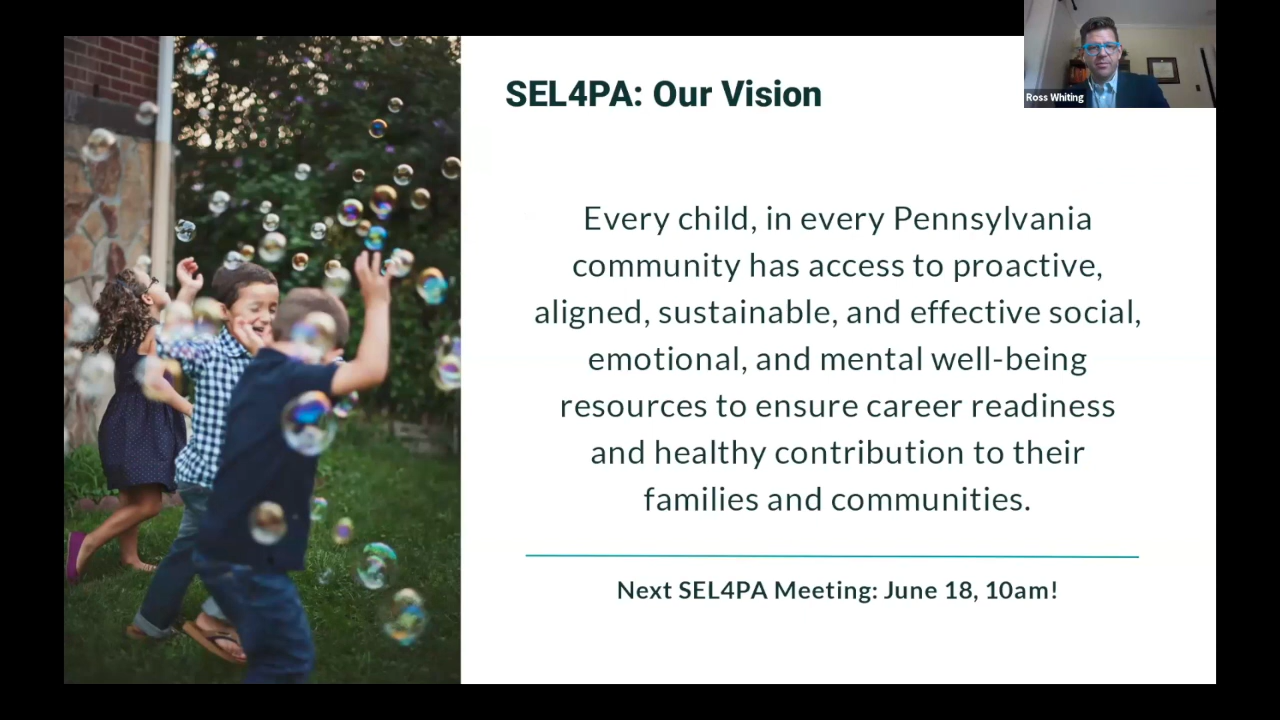 SEL4PA: Our Vision
Ross Whiting
Every child, in every Pennsylvania
community has access to proactive,
aligned, sustainable, and effective social,
emotional, and mental well-being
resources to ensure career readiness
and healthy contribution to their
families and communities.
Next SEL4PA Meeting: June 18, 10am!